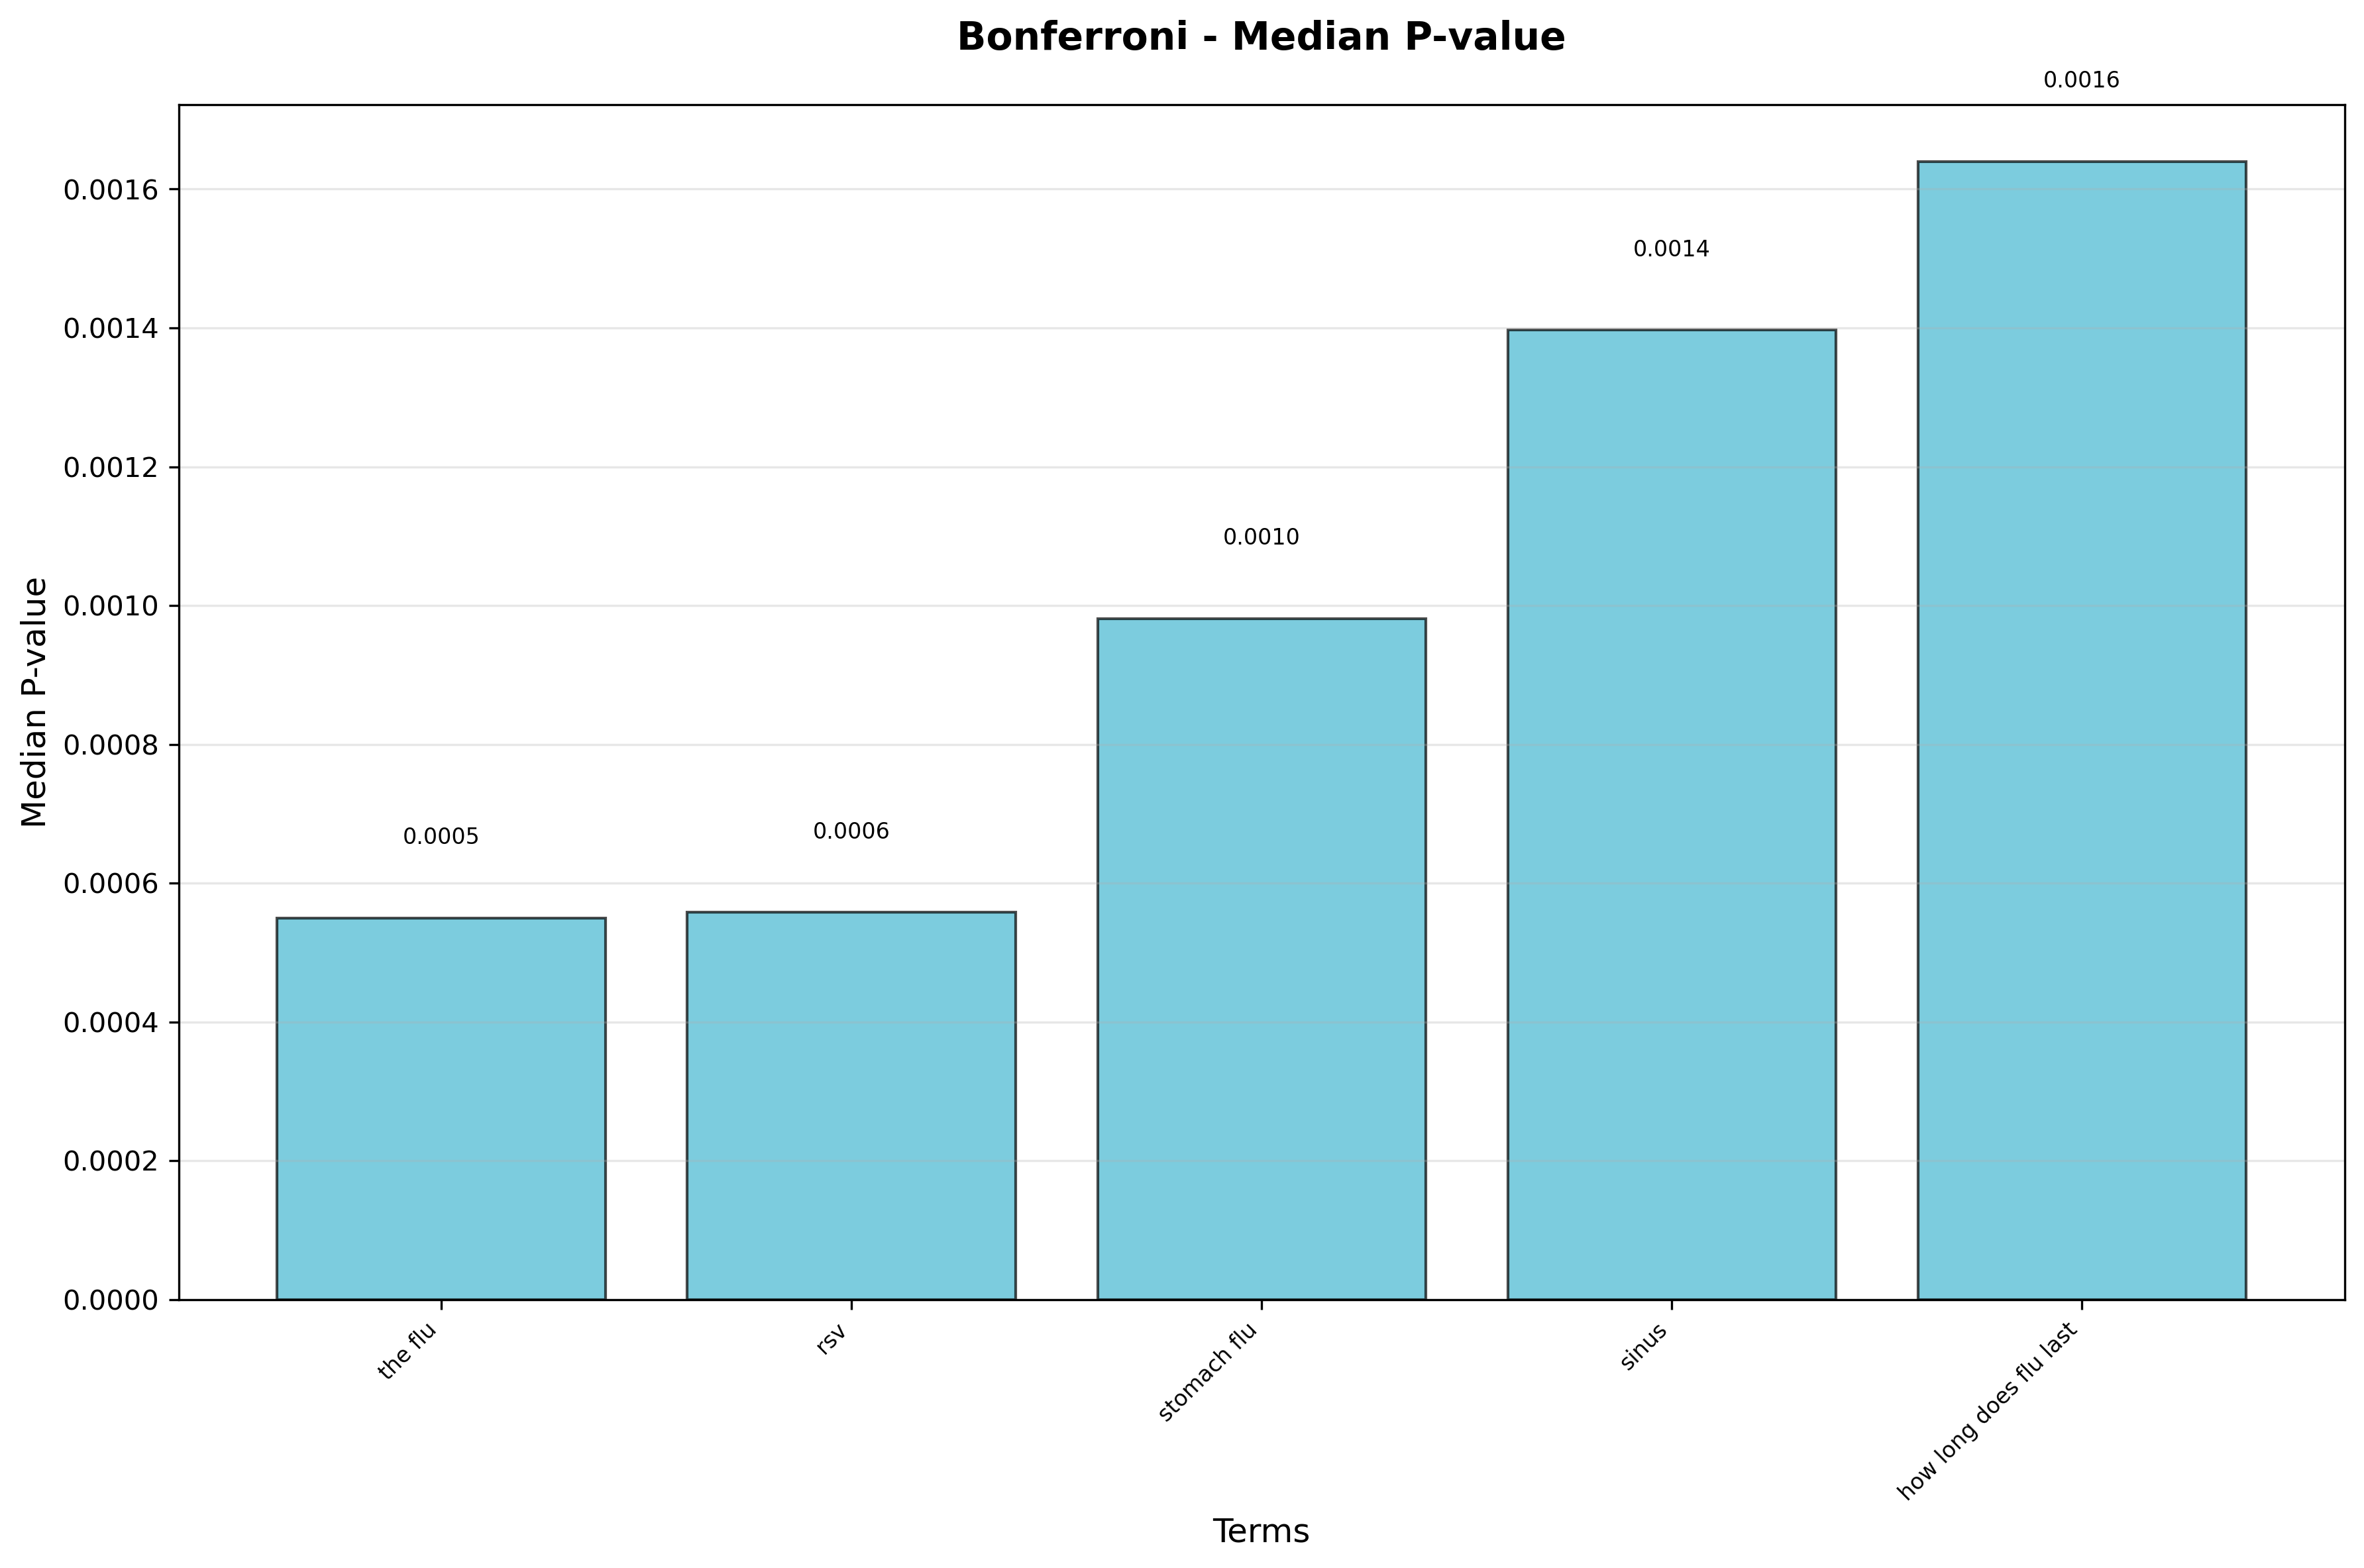 Bonferroni - Median P-value
0.0016
0.0016
0.0014
0.0014
0.0012
0.0010
0.0010
0.0008
0.0005
0.0006
0.0006
0.0004
0.0002
0.0000
Median P-value
the flu
rsv
stomach flu
sinus
how long does flu last
Terms